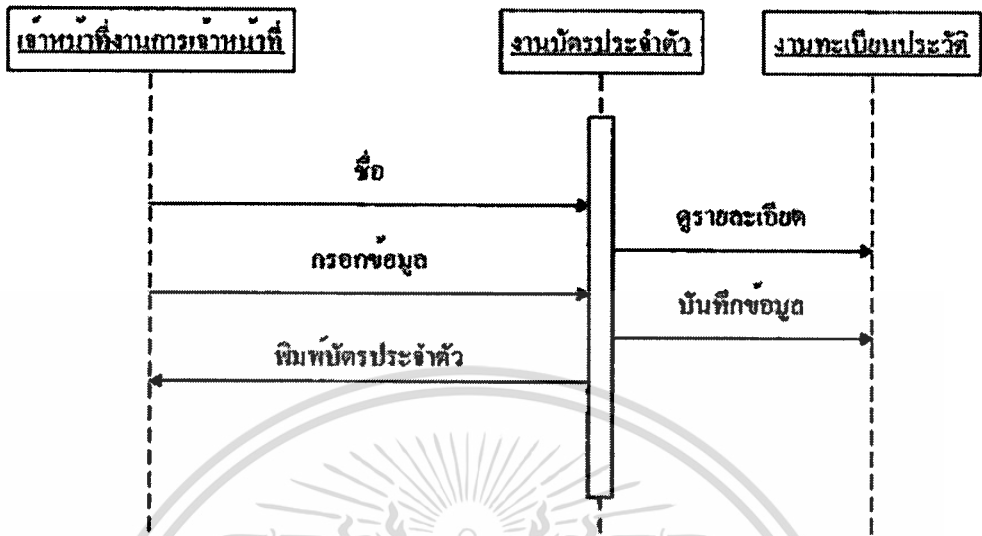 เจ้าหน้าที่งานการเจ้าหน้าที่
งานบัตรประจำตัว
งานทะเบียนประวัติ
ชื่อ
ดูรายละเอียด
กรอกข้อมูล
บันทึกข้อมูล
พิมพ์บัตรประจำตัว